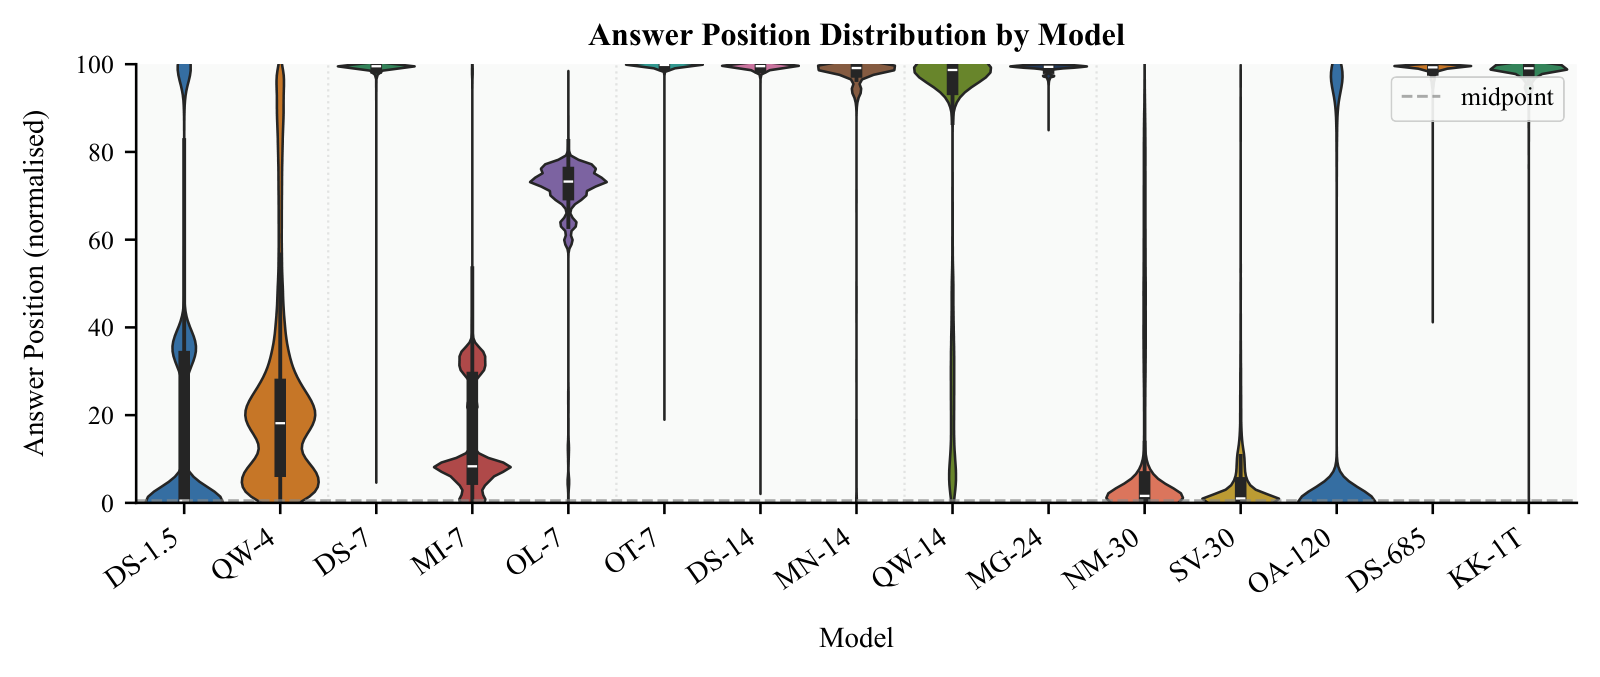 Answer Position Distribution by Model
Answer Position (normalised)
100
80
60
40
20
0
midpoint
DS-1.5
QW-4
DS-7
MI-7
OL-7
OT-7
DS-14
MN-14
QW-14
MG-24
NM-30
SV-30
OA-120
DS-685
KK-1T
Model